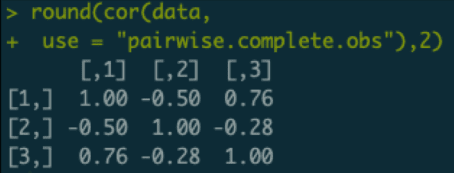 > round(cor(data,
+  use = "pairwise.complete.obs"),2)
      [,1]  [,2]  [,3]
[1,]  1.00 -0.50  0.76
[2,] -0.50  1.00 -0.28
[3,]  0.76 -0.28  1.00